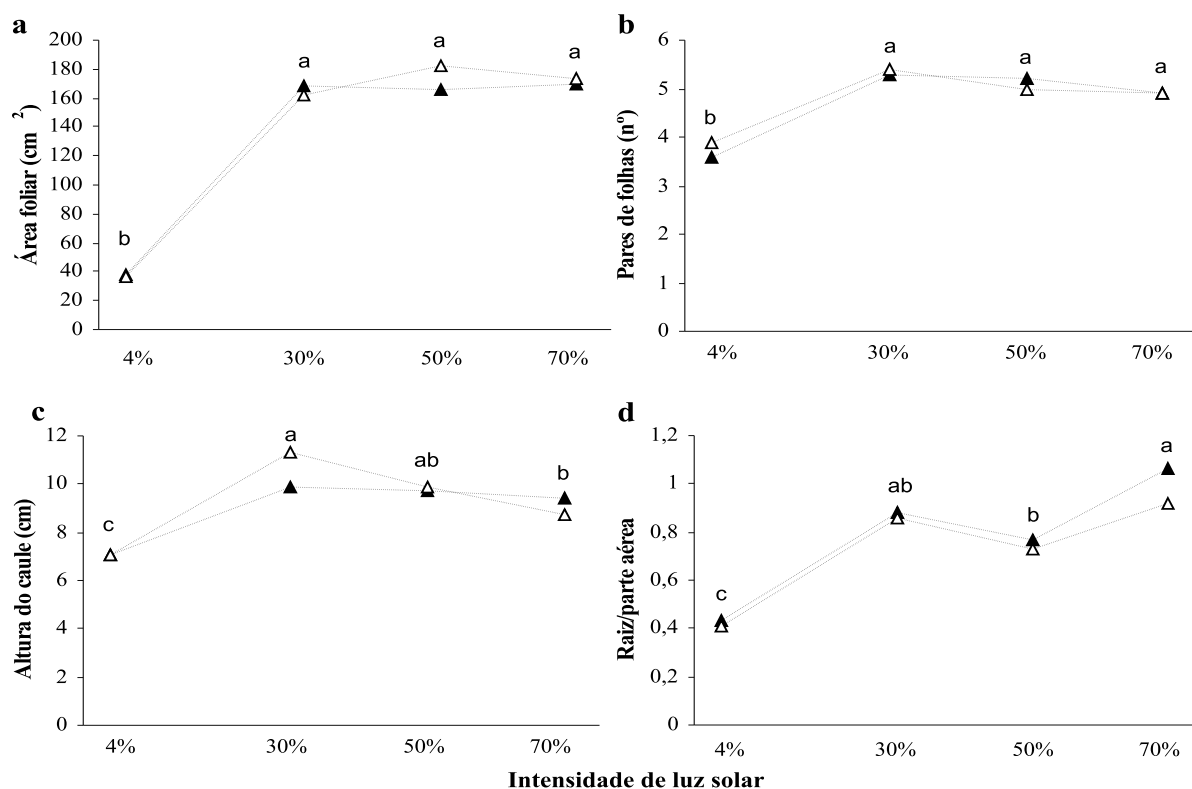 a
Área foliar (cm 2)
200
180
160
140
120
100
80
60
40
20
0
b
a
a
a
4%
30%
50%
70%
b
Pares de folhas (nº)
6
5
4
3
2
1
0
b
a
a
a
4%
30%
50%
70%
c
Altura do caule (cm)
12
10
8
6
4
2
0
c
a
ab
b
4%
30%
50%
70%
d
Raiz/parte aérea
1,2
1
0,8
0,6
0,4
0,2
0
c
ab
b
a
4%
30%
50%
70%
Intensidade de luz solar